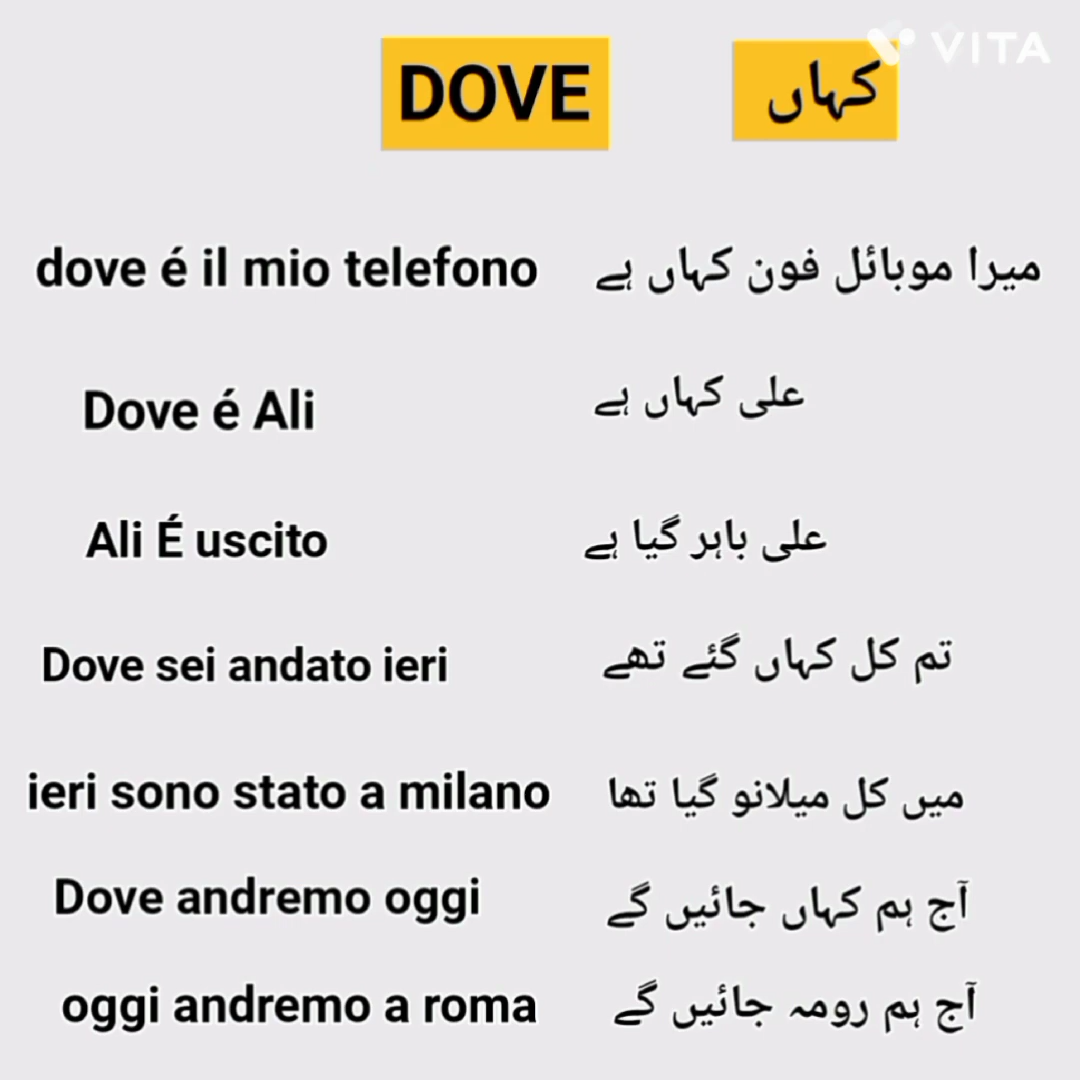 VITA
DOVE کہاں
dove é il mio telefono میرا موبائل فون کہاں ہے
Dove é Ali علی کہاں ہے
Ali É uscito علی باہر گیا ہے
Dove sei andato ieri تم کل کہاں گئے تھے
ieri sono stato a milano میں کل میلانو گیا تھا
Dove andremo oggi آج ہم کہاں جائیں گے
oggi andremo a roma آج ہم رومہ جائیں گے